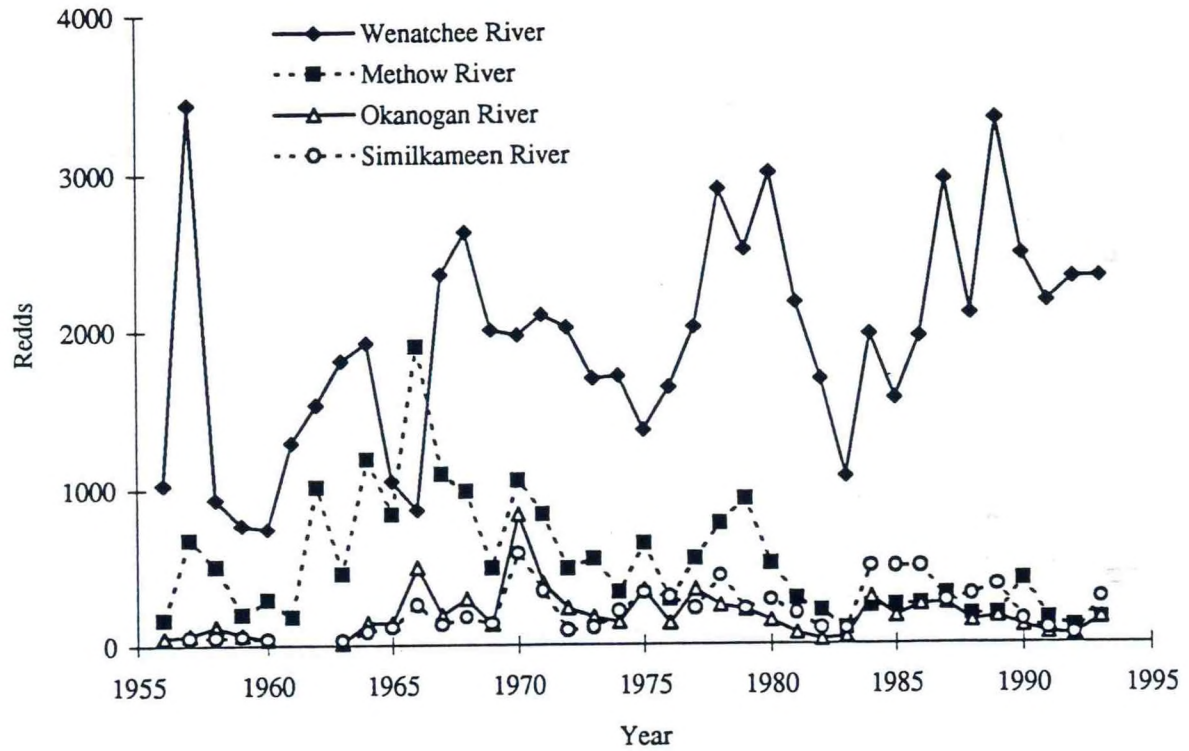 4000
3000
2000
1000
0
Redds
Wenatchee River
Methow River
Okanogan River
Similkameen River
1955 1960 1965 1970 1975 1980 1985 1990 1995
Year